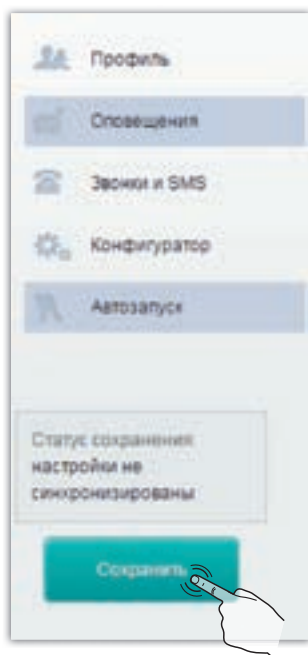 Профиль
Оповещения
Звонки и SMS
Конфигуратор
Автозапуск
Статус сохранения
настройки не
синхронизированы
Сохранить